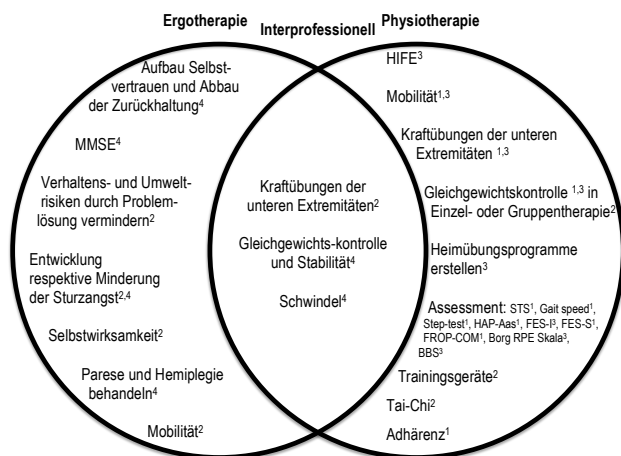 Ergotherapie
Interprofessionell
Physiotherapie
Aufbau Selbst-
vertrauen und Abbau
der Zurückhaltung⁴
MMSE⁴
Verhaltens- und Umwelt-
risiken durch Problem-
lösung vermindern²
Entwicklung
respektive Minderung
der Sturzangst²,⁴
Selbstwirksamkeit²
Parese und Hemiplegie
behandeln⁴
Mobilität²
Kraftübungen der
unteren Extremitäten²
Gleichgewichts-kontrolle
und Stabilität⁴
Schwindel⁴
HIFE³
Mobilität¹,³
Kraftübungen der unteren
Extremitäten ¹,³
Gleichgewichtskontrolle ¹,³ in
Einzel- oder Gruppentherapie²
Heimübungsprogramme
erstellen³
Assessment: STS¹, Gait speed¹,
Step-test¹, HAP-Aas¹, FES-I³, FES-S¹,
FROP-COM¹, Borg RPE Skala³,
BBS³
Trainingsgeräte²
Tai-Chi²
Adhärenz¹